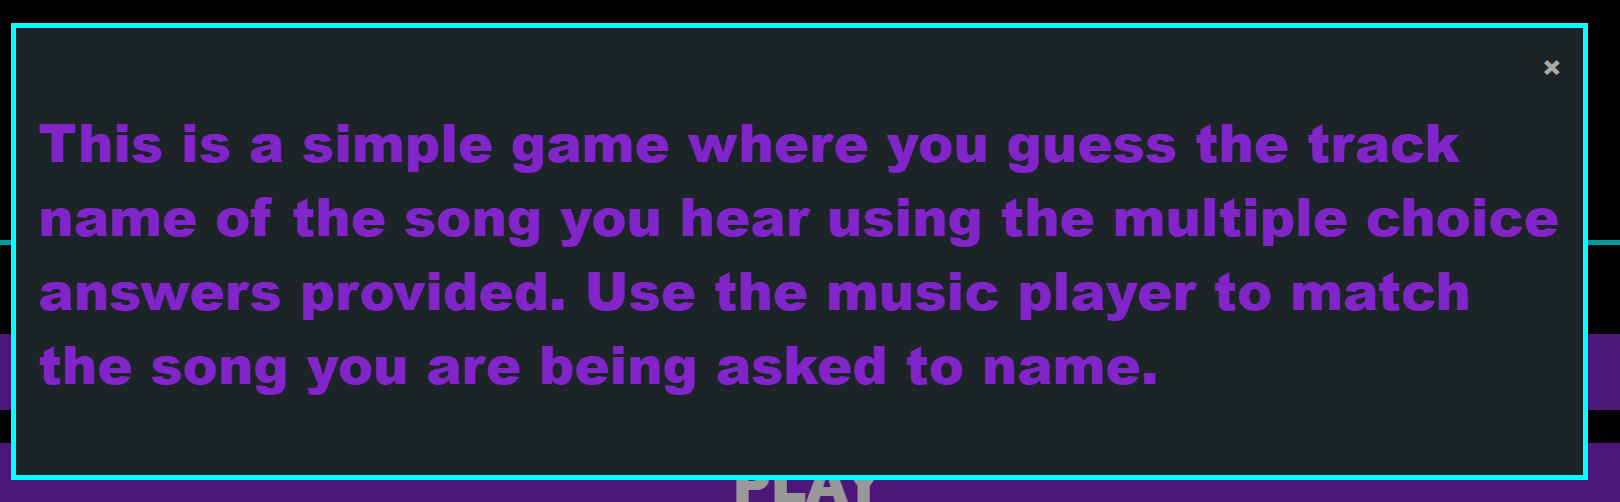 This is a simple game where you guess the track
name of the song you hear using the multiple choice
answers provided. Use the music player to match
the song you are being asked to name.
PLAY